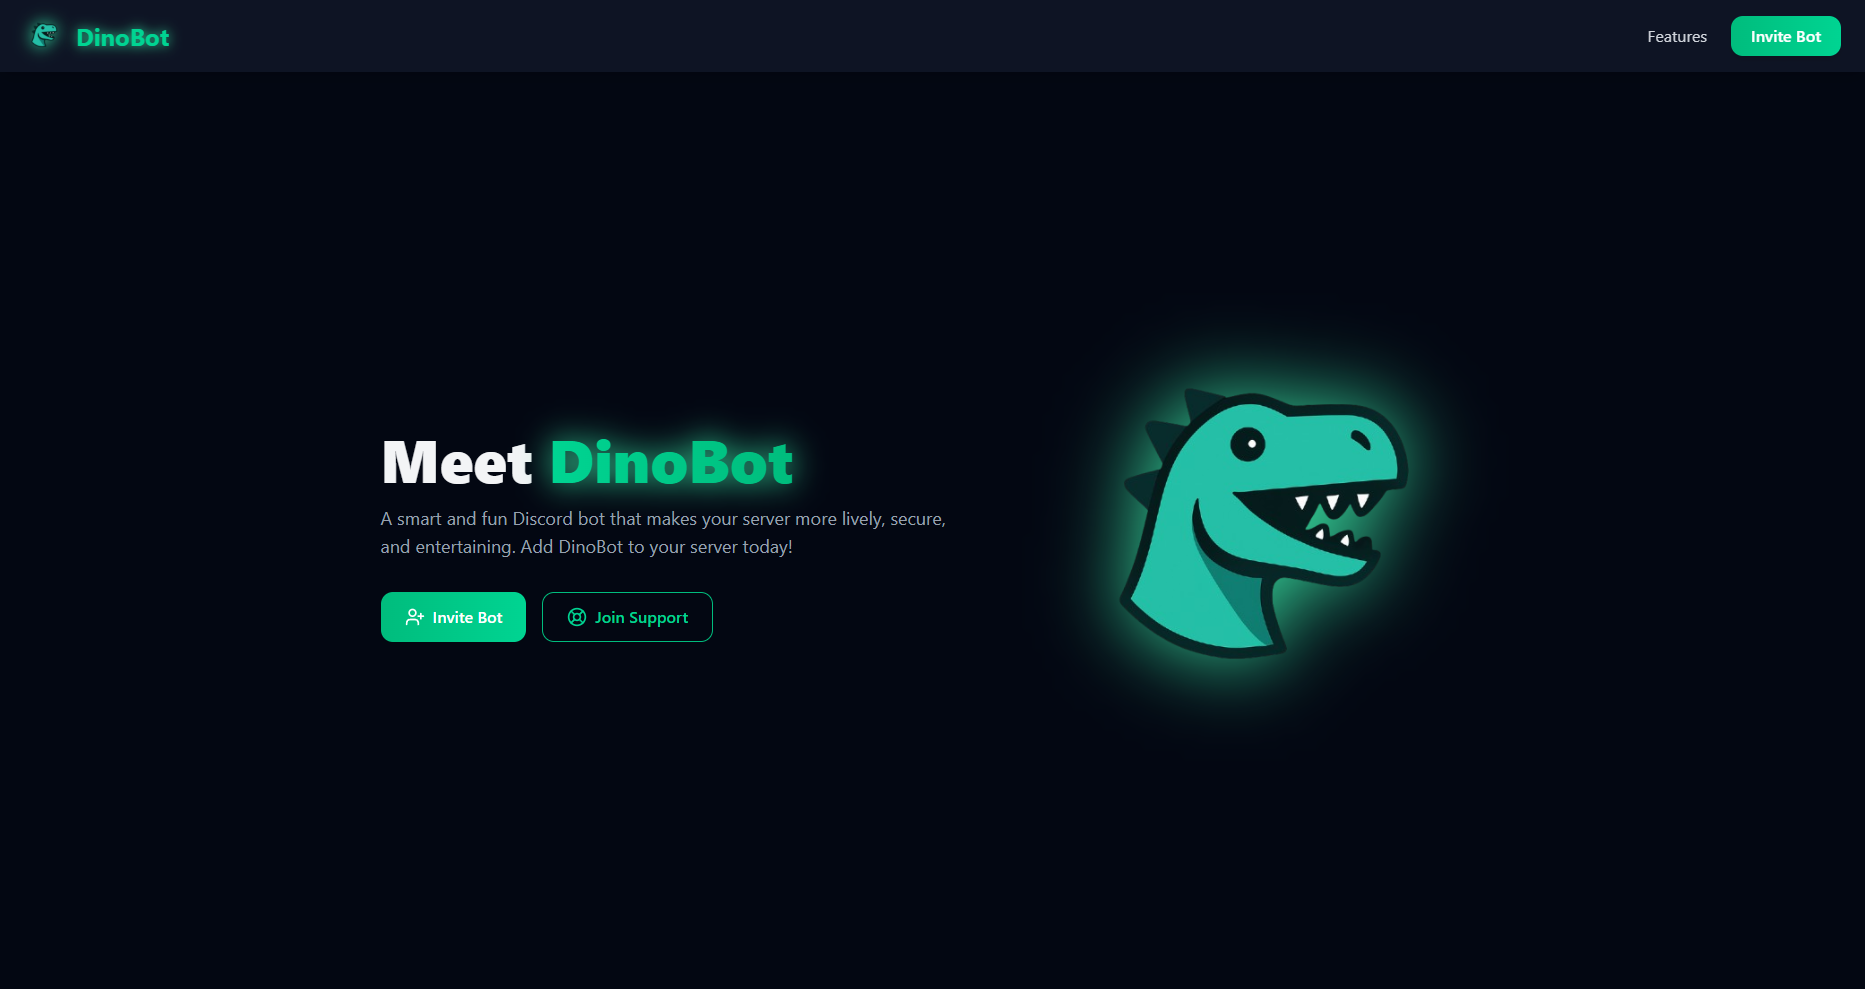 DinoBot
Features
Invite Bot
Meet DinoBot
A smart and fun Discord bot that makes your server more lively, secure,
and entertaining. Add DinoBot to your server today!
Invite Bot
Join Support